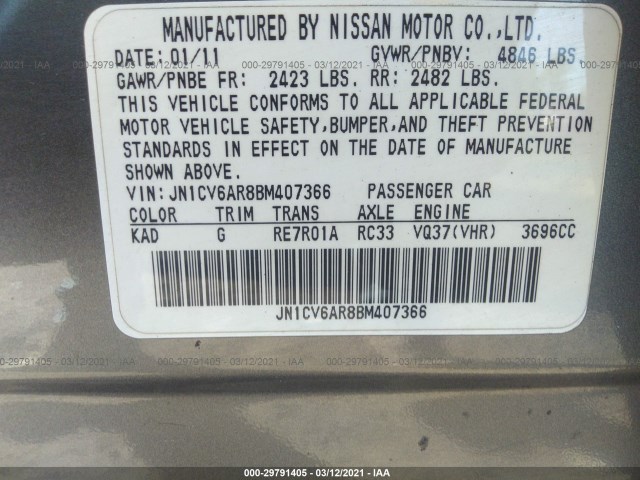 MANUFACTURED BY NISSAN MOTOR CO.,LTD.
DATE: 01/11 GVWR/PNBV: 4846 LBS
GAWR/PNBE FR: 2423 LBS. RR: 2482 LBS.
THIS VEHICLE CONFORMS TO ALL APPLICABLE FEDERAL
MOTOR VEHICLE SAFETY,BUMPER,AND THEFT PREVENTION
STANDARDS IN EFFECT ON THE DATE OF MANUFACTURE
SHOWN ABOVE.
VIN:JN1CV6AR8BM407366 PASSENGER CAR
COLOR TRIM TRANS AXLE ENGINE
KAD G RE7R01A RC33 VQ37(VHR) 3696CC
JN1CV6AR8BM407366
000-29791405 - 03/12/2021 - IAA